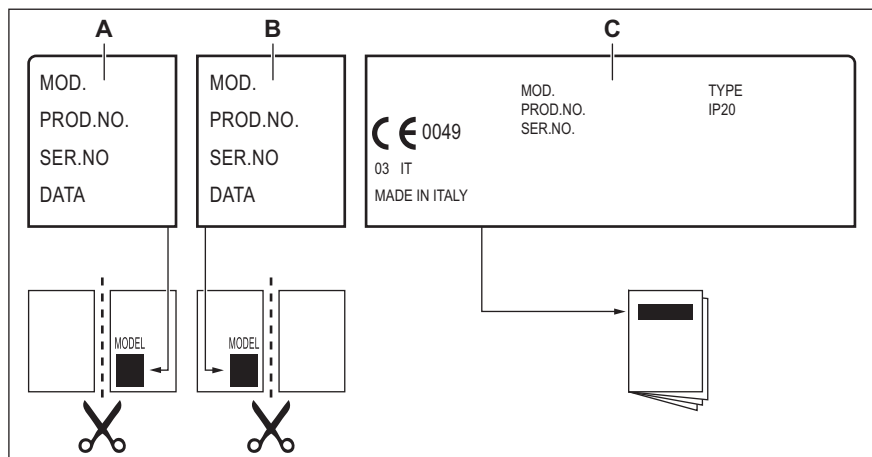 A
B
C
MOD.
PROD.NO.
SER.NO
DATA
MOD.
PROD.NO.
SER.NO
DATA
MOD.
PROD.NO.
SER.NO.
TYPE
IP20
CE 0049
03 IT
MADE IN ITALY
MODEL
MODEL